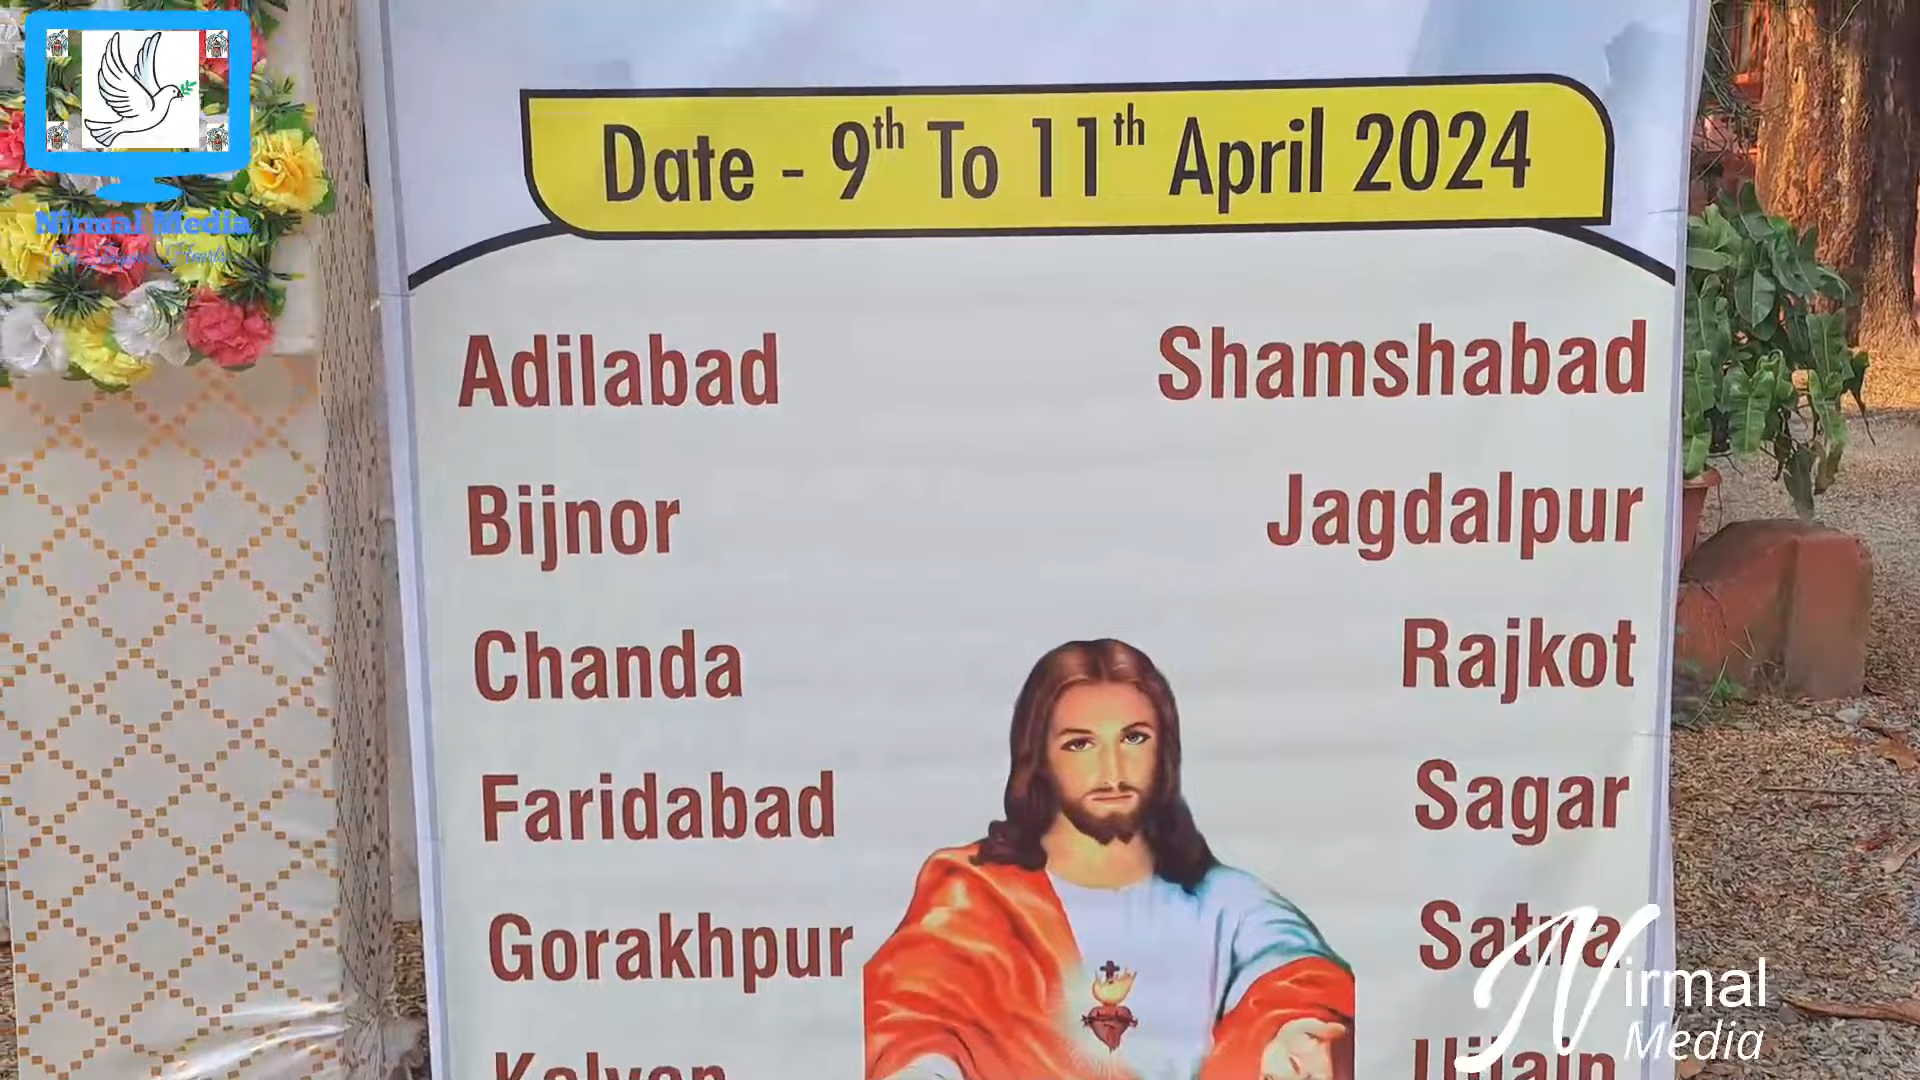 Date - 9th To 11th April 2024
Adilabad
Shamshabad
Bijnor
Jagdalpur
Chanda
Rajkot
Faridabad
Sagar
Gorakhpur
Satna
Kalyan
Ujjain
Nirmal Media
Nirmal
Media